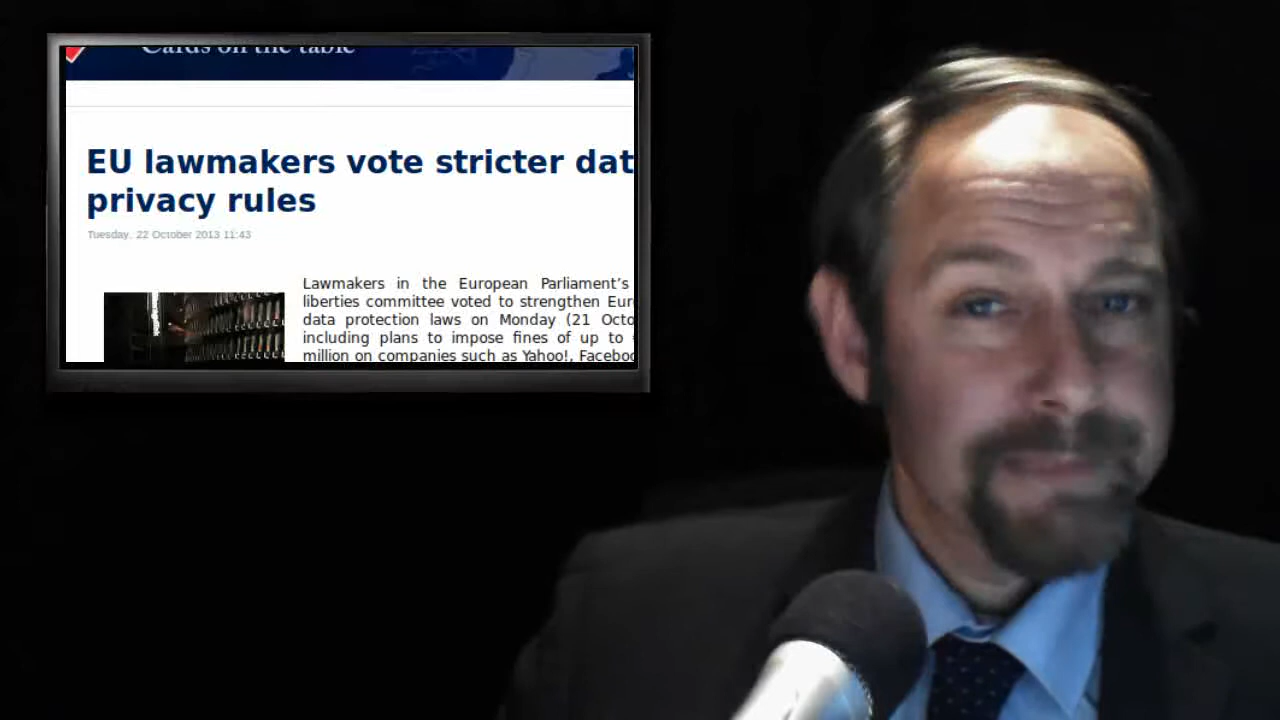 Cards on the table
EU lawmakers vote stricter dat
privacy rules
Tuesday, 22 October 2013 11:43
Lawmakers in the European Parliament’s
liberties committee voted to strengthen Eur
data protection laws on Monday (21 Octo
including plans to impose fines of up to
million on companies such as Yahoo!, Faceboo